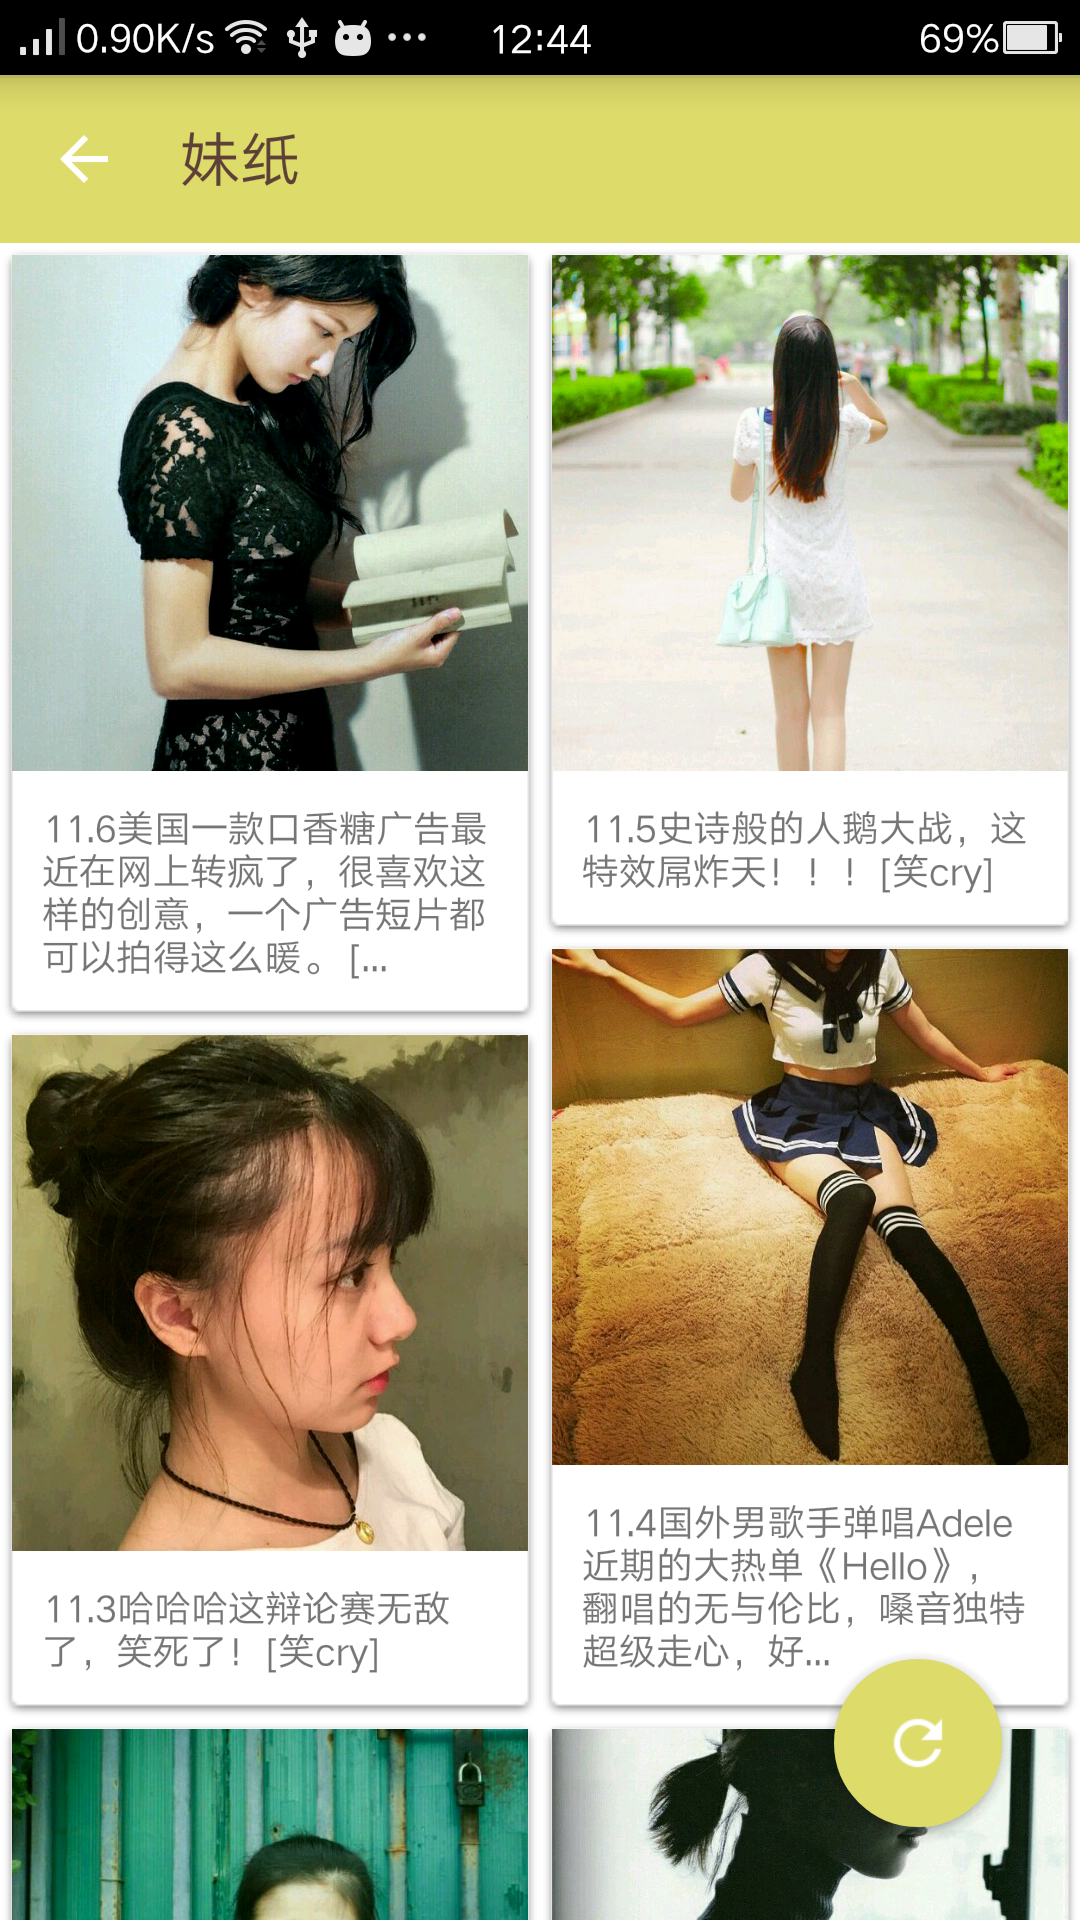 0.90K/s 12:44 69%
妹纸
11.6美国一款口香糖广告最
近在网上转疯了，很喜欢这
样的创意，一个广告短片都
可以拍得这么暖。[...
11.5史诗般的人鹅大战，这
特效屌炸天！！！[笑cry]
11.3哈哈哈这辩论赛无敌
了，笑死了！[笑cry]
11.4国外男歌手弹唱Adele
近期的大热单《Hello》，
翻唱的无与伦比，嗓音独特
超级走心，好...